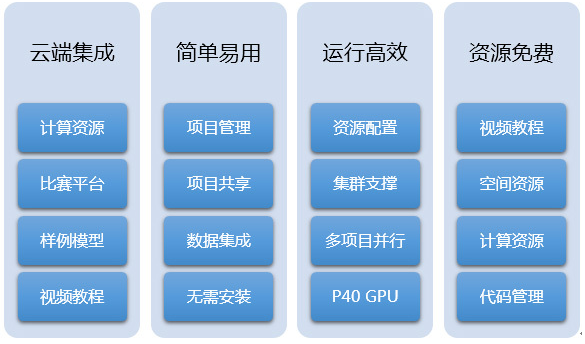 云端集成
计算资源
比赛平台
样例模型
视频教程
简单易用
项目管理
项目共享
数据集成
无需安装
运行高效
资源配置
集群支撑
多项目并行
P40 GPU
资源免费
视频教程
空间资源
计算资源
代码管理